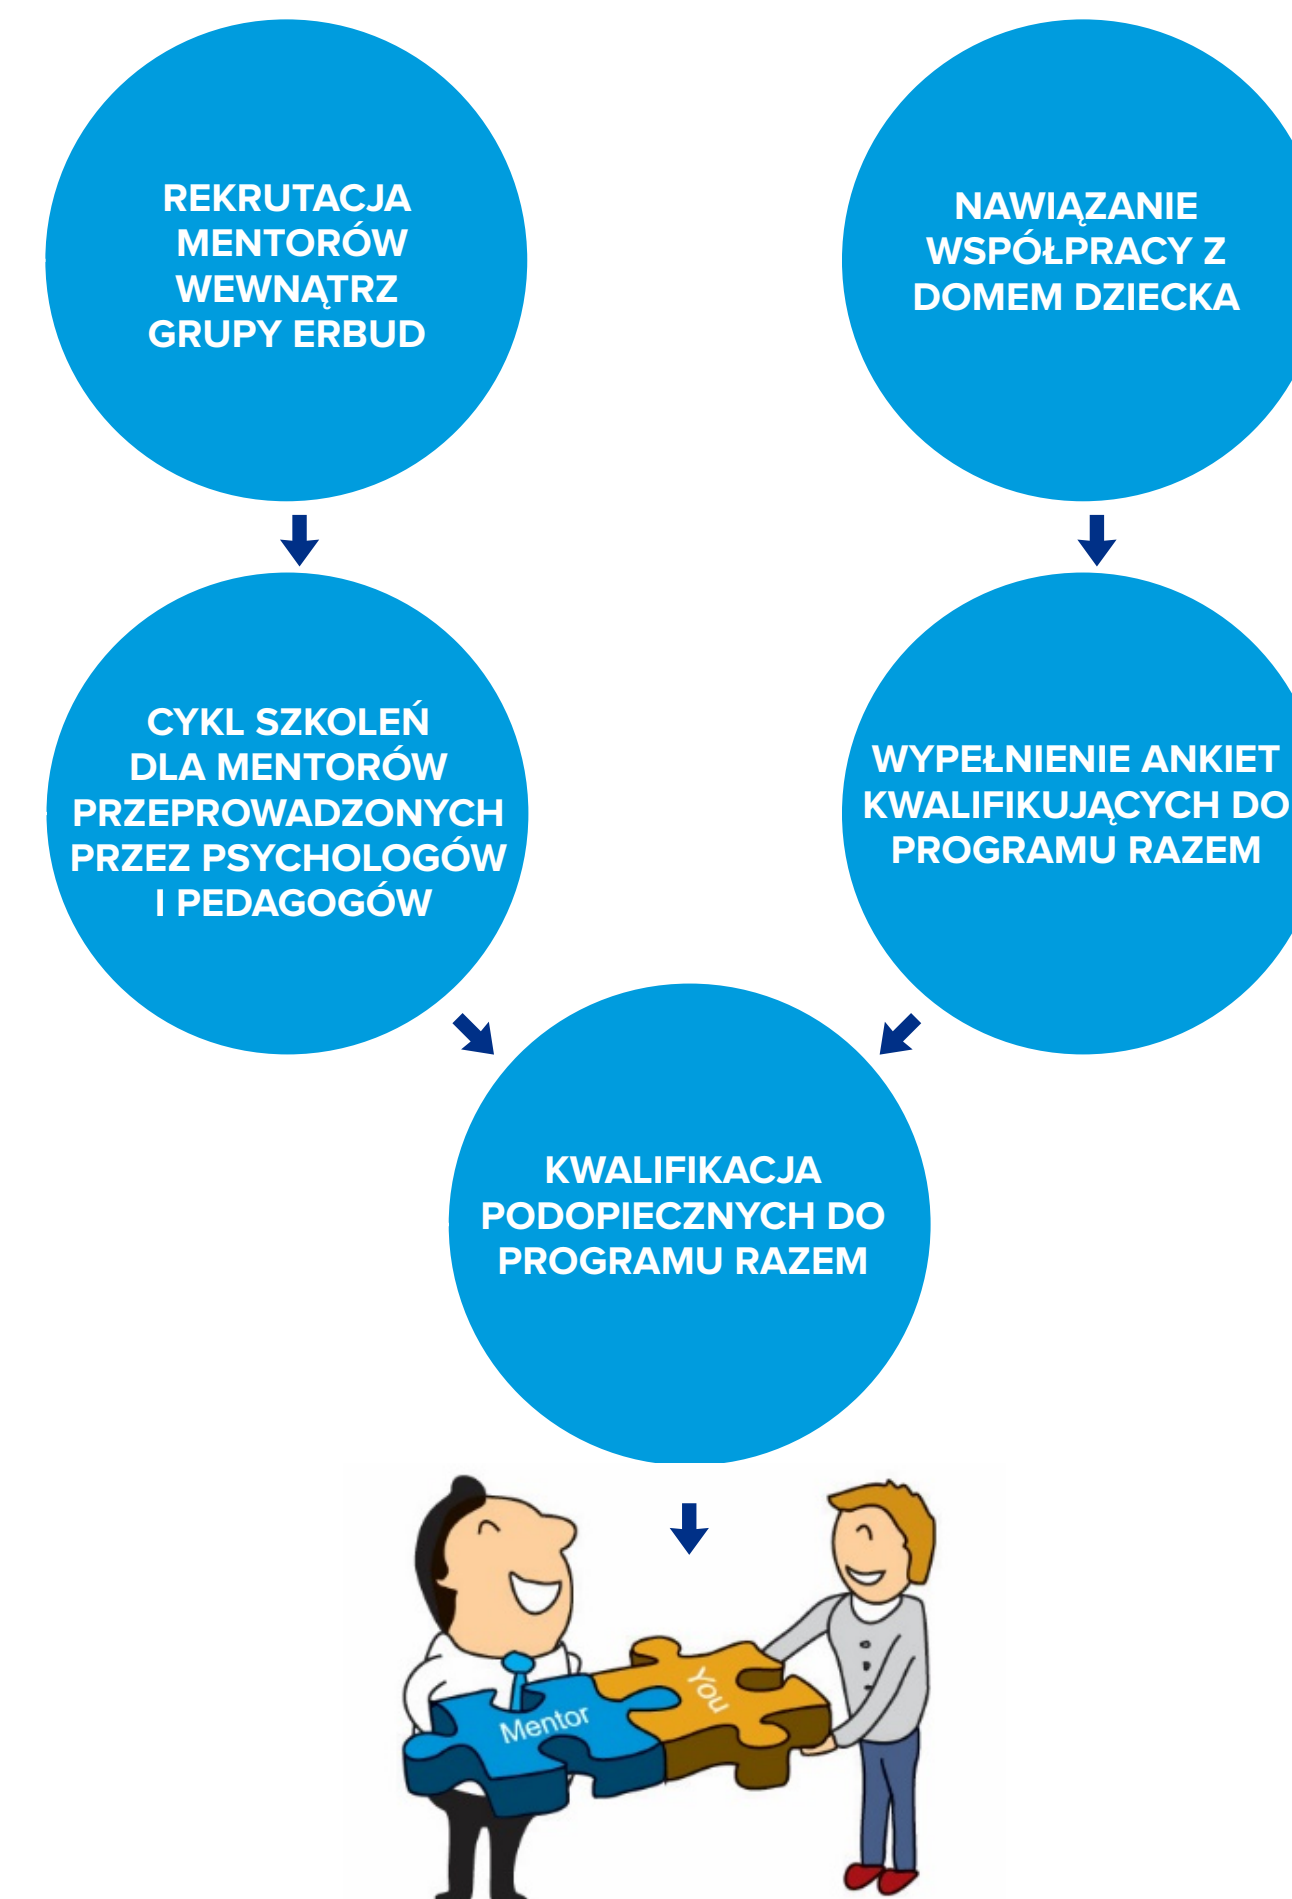 REKRUTACJA
MENTORÓW
WEWNĄTRZ
GRUPY ERBUD
NAWIĄZANIE
WSPÓŁPRACY Z
DOMEM DZIECKA
CYKL SZKOLEŃ
DLA MENTORÓW
PRZEPROWADZONYCH
PRZEZ PSYCHOLOGÓW
I PEDAGOGÓW
WYPEŁNIENIE ANKIET
KWALIFIKUJĄCYCH DO
PROGRAMU RAZEM
KWALIFIKACJA
PODOPIECZNYCH DO
PROGRAMU RAZEM
Mentor
You